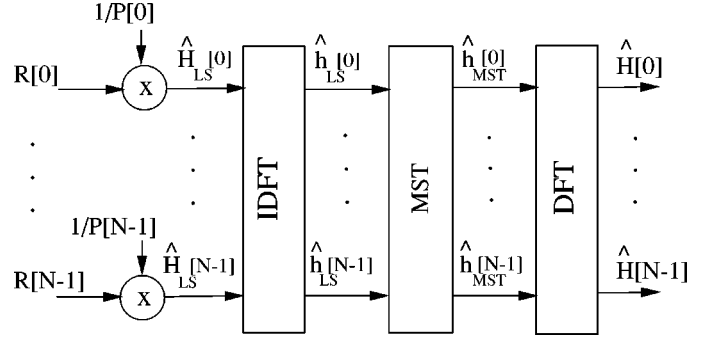 1/P[0]
R[0]
X
Ĥ_LS[0]
ĥ_LS[0]
ĥ_MST[0]
Ĥ[0]
IDFT
MST
DFT
1/P[N-1]
R[N-1]
X
Ĥ_LS[N-1]
ĥ_LS[N-1]
ĥ_MST[N-1]
Ĥ[N-1]